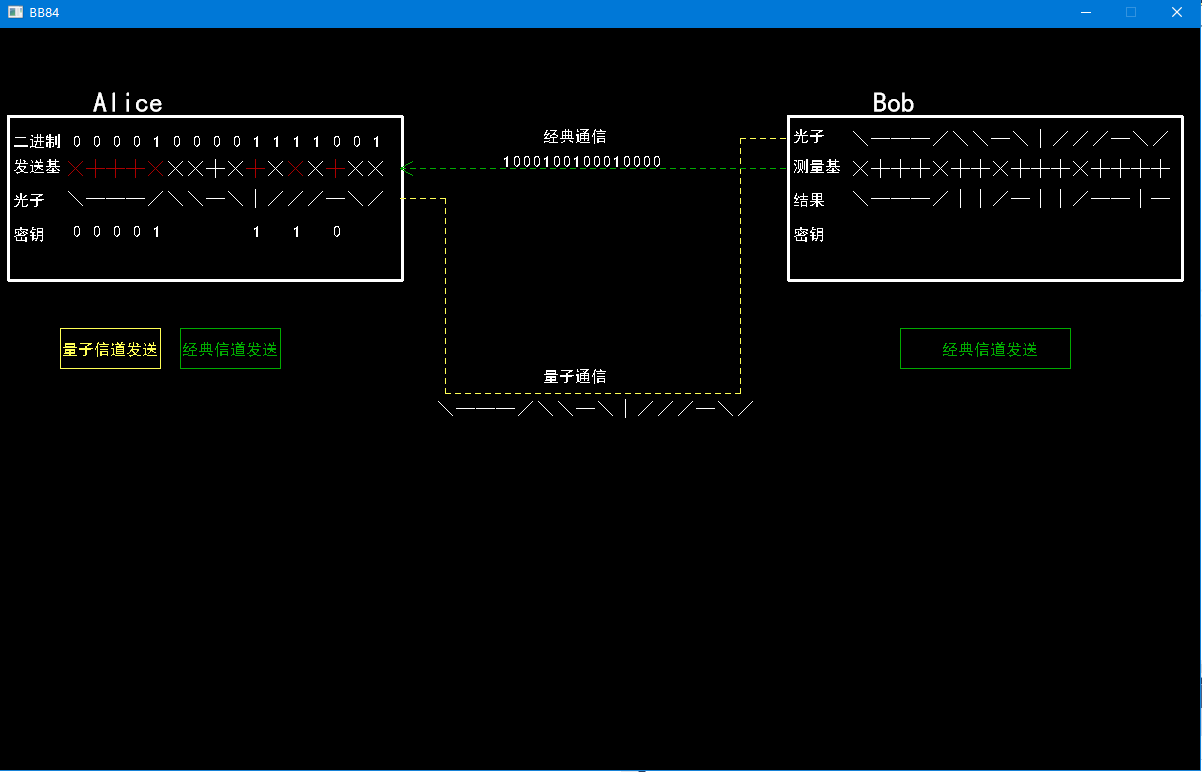 BB84
Alice
二进制 0 0 0 0 1 0 0 0 0 1 1 1 1 0 0 1
发送基
光子
密钥 0 0 0 0 1 1 1 0
量子信道发送
经典信道发送
经典通信
1000100100010000
量子通信
Bob
光子
测量基
结果
密钥
经典信道发送